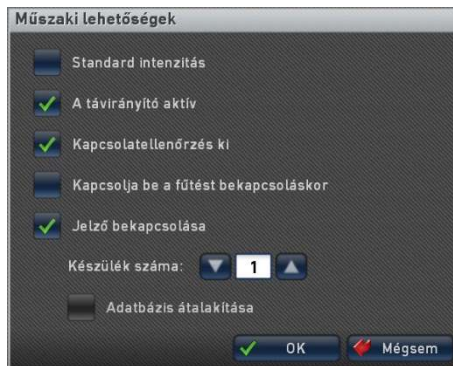 Műszaki lehetőségek
Standard intenzitás
A távirányító aktív
Kapcsolatellenőrzés ki
Kapcsolja be a fűtést bekapcsoláskor
Jelző bekapcsolása
Készülék száma: 1
Adatbázis átalakítása
OK Mégsem